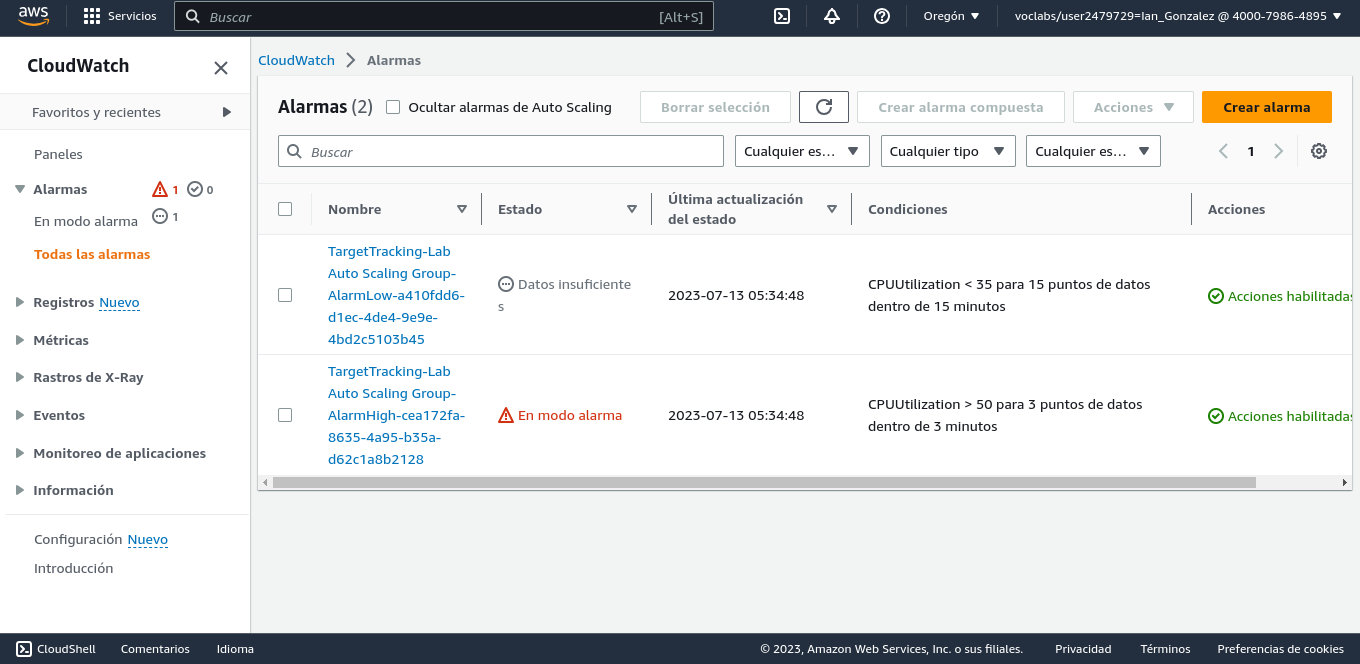 aws
Servicios
Buscar
[Alt+S]
Oregón
voclabs/user2479729=Ian_Gonzalez @ 4000-7986-4895
CloudWatch
Favoritos y recientes
Paneles
Alarmas
1
0
1
En modo alarma
Todas las alarmas
Registros Nuevo
Métricas
Rastros de X-Ray
Eventos
Monitoreo de aplicaciones
Información
Configuración Nuevo
Introducción
CloudWatch
Alarmas
Alarmas (2)
Ocultar alarmas de Auto Scaling
Borrar selección
Crear alarma compuesta
Acciones
Crear alarma
Buscar
Cualquier es...
Cualquier tipo
Cualquier es...
1
Nombre
Estado
Última actualización
del estado
Condiciones
Acciones
TargetTracking-Lab
Auto Scaling Group-
AlarmLow-a410fdd6-
d1ec-4de4-9e9e-
4bd2c5103b45
Datos insuficiente
s
2023-07-13 05:34:48
CPUUtilization < 35 para 15 puntos de datos
dentro de 15 minutos
Acciones habilitadas
TargetTracking-Lab
Auto Scaling Group-
AlarmHigh-cea172fa-
8635-4a95-b35a-
d62c1a8b2128
En modo alarma
2023-07-13 05:34:48
CPUUtilization > 50 para 3 puntos de datos
dentro de 3 minutos
Acciones habilitadas
CloudShell
Comentarios
Idioma
© 2023, Amazon Web Services, Inc. o sus filiales.
Privacidad
Términos
Preferencias de cookies